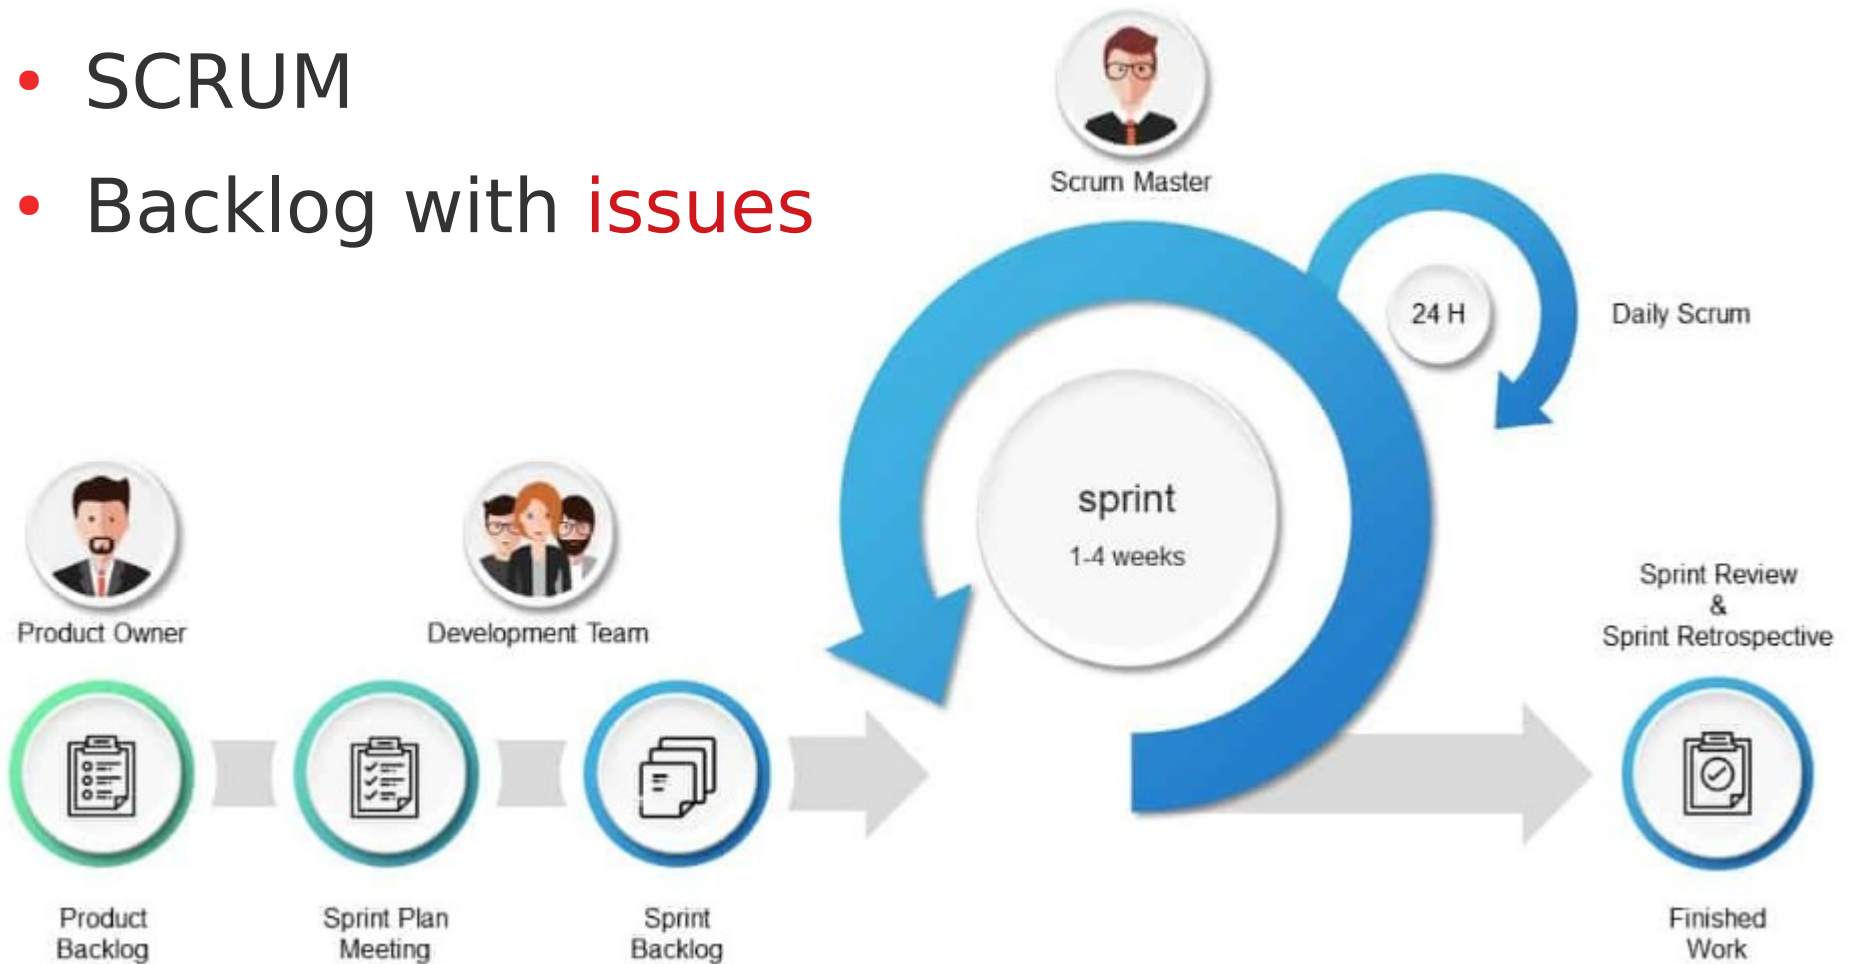 • SCRUM
• Backlog with issues
Scrum Master
24 H
Daily Scrum
sprint
1-4 weeks
Product Owner
Development Team
Sprint Review
&
Sprint Retrospective
Product
Backlog
Sprint Plan
Meeting
Sprint
Backlog
Finished
Work